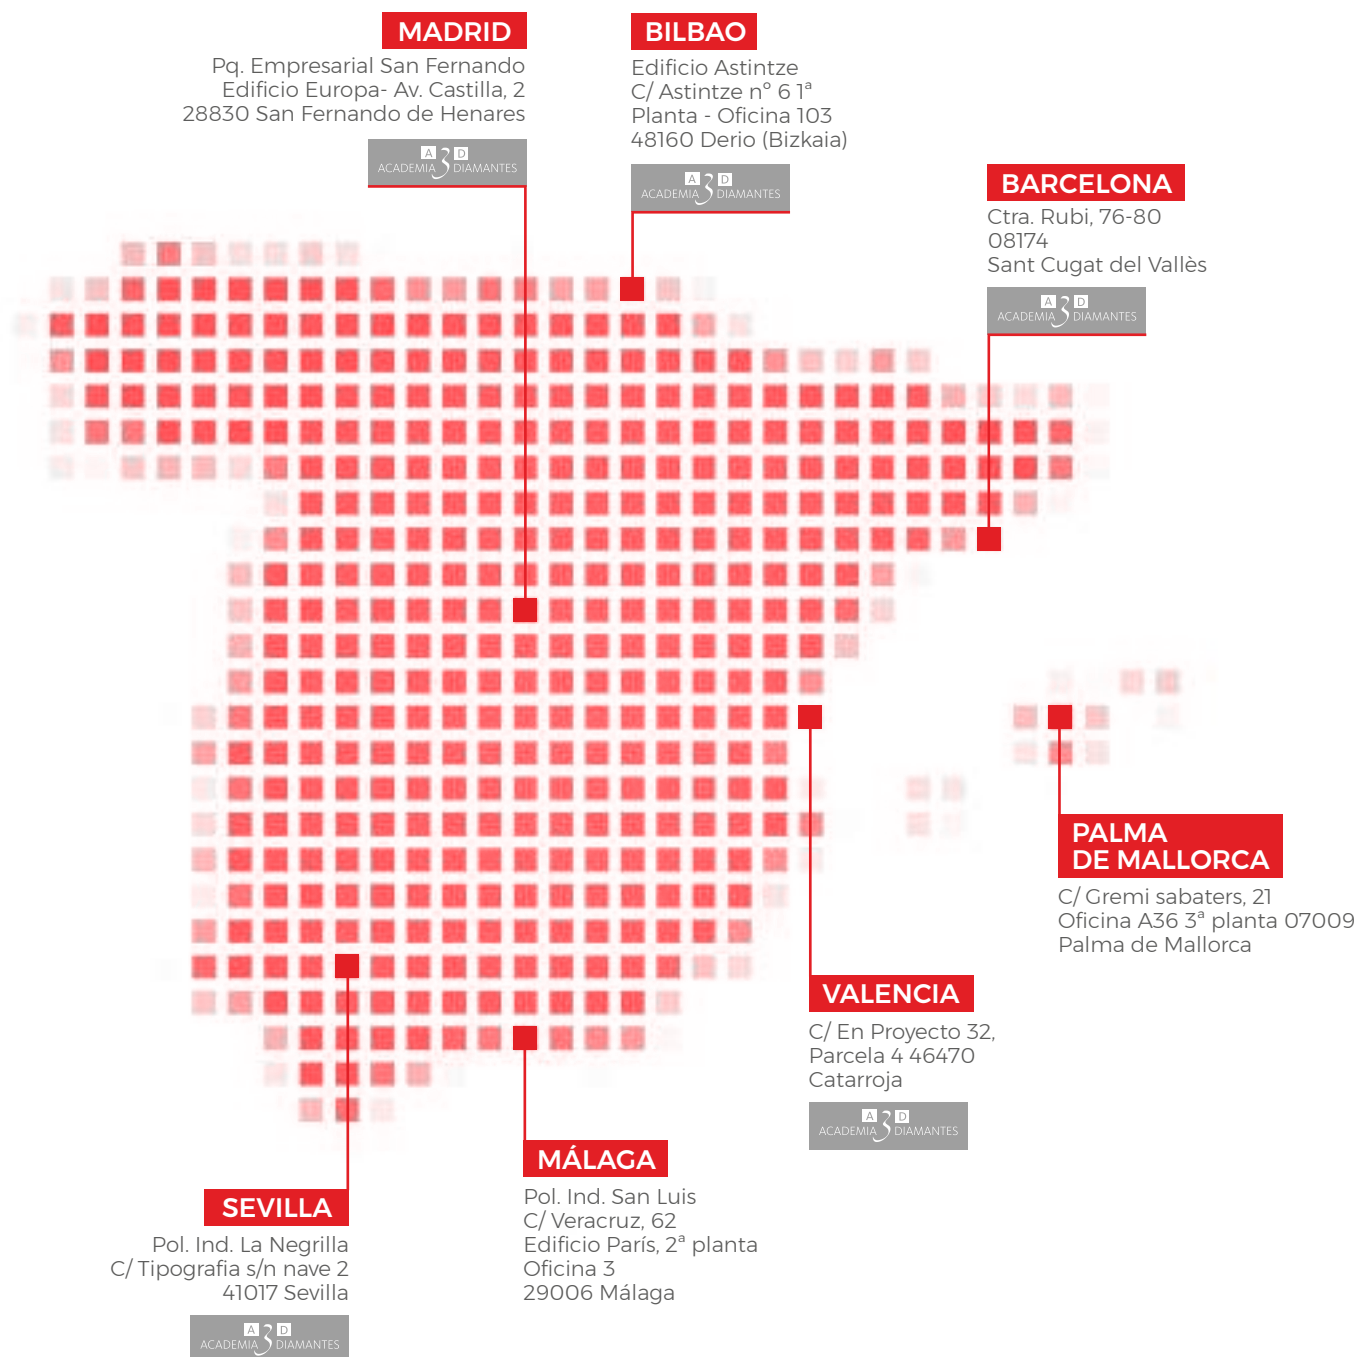 MADRID
Pq. Empresarial San Fernando
Edificio Europa- Av. Castilla, 2
28830 San Fernando de Henares
A D
ACADEMIA 3 DIAMANTES
BILBAO
Edificio Astintze
C/ Astintze nº 6 1ª
Planta - Oficina 103
48160 Derio (Bizkaia)
A D
ACADEMIA 3 DIAMANTES
BARCELONA
Ctra. Rubi, 76-80
08174
Sant Cugat del Vallès
A D
ACADEMIA 3 DIAMANTES
PALMA
DE MALLORCA
C/ Gremi sabaters, 21
Oficina A36 3ª planta 07009
Palma de Mallorca
VALENCIA
C/ En Proyecto 32,
Parcela 4 46470
Catarroja
A D
ACADEMIA 3 DIAMANTES
MÁLAGA
Pol. Ind. San Luis
C/ Veracruz, 62
Edificio París, 2ª planta
Oficina 3
29006 Málaga
SEVILLA
Pol. Ind. La Negrilla
C/ Tipografia s/n nave 2
41017 Sevilla
A D
ACADEMIA 3 DIAMANTES